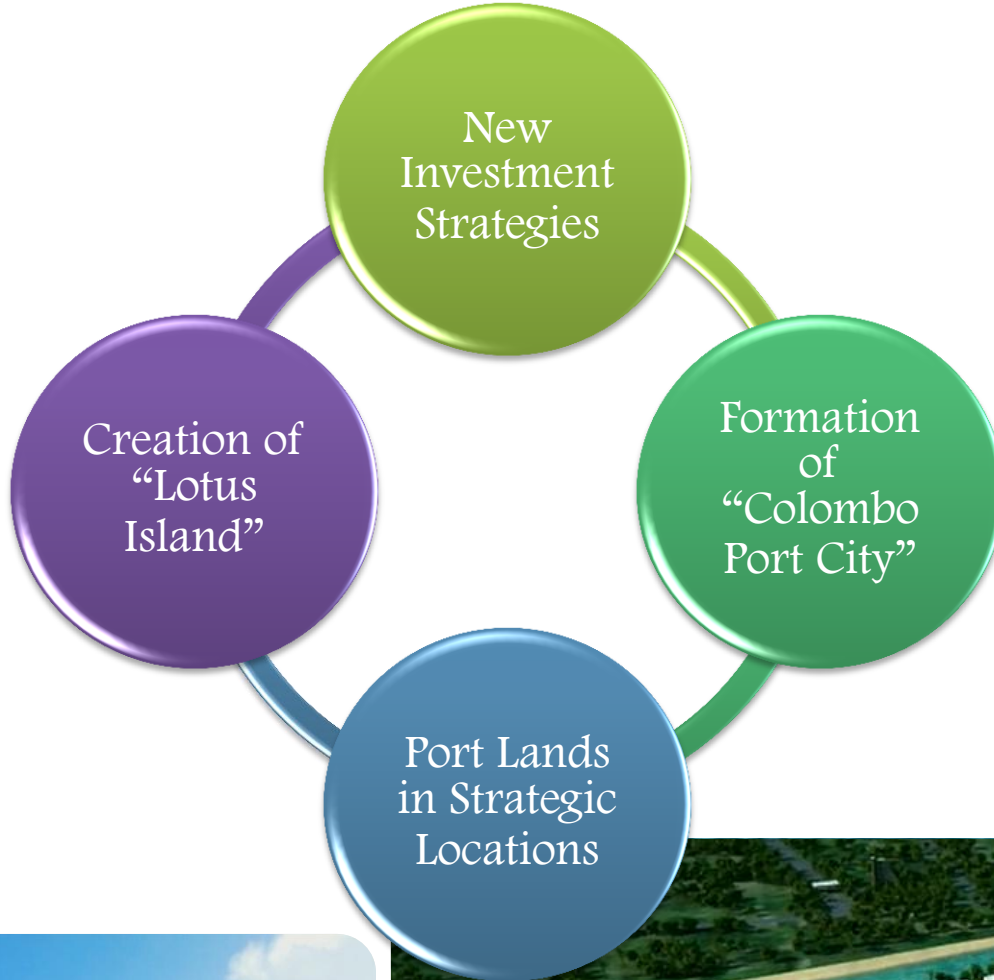 New
Investment
Strategies
Creation of
“Lotus
Island”
Formation
of
“Colombo
Port City”
Port Lands
in Strategic
Locations